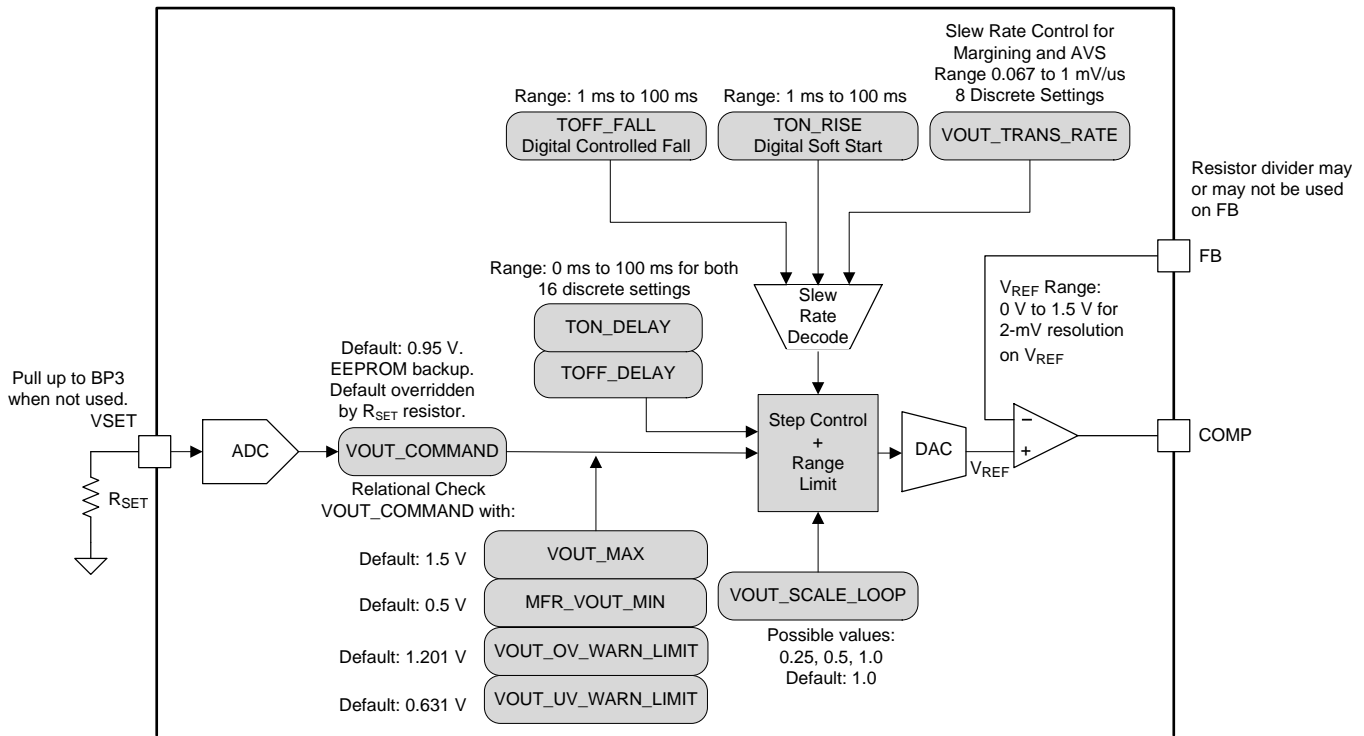 Slew Rate Control for
Margining and AVS
Range 0.067 to 1 mV/us
8 Discrete Settings
Range: 1 ms to 100 ms
Range: 1 ms to 100 ms
TOFF_FALL
Digital Controlled Fall
TON_RISE
Digital Soft Start
VOUT_TRANS_RATE
Resistor divider may
or may not be used
on FB
FB
Range: 0 ms to 100 ms for both
16 discrete settings
TON_DELAY
TOFF_DELAY
Slew
Rate
Decode
VREF Range:
0 V to 1.5 V for
2-mV resolution
on VREF
Default: 0.95 V.
EEPROM backup.
Default overridden
by RSET resistor.
Pull up to BP3
when not used.
VSET
RSET
ADC
VOUT_COMMAND
Step Control
+
Range
Limit
DAC
VREF
−
+
COMP
Relational Check
VOUT_COMMAND with:
Default: 1.5 V
VOUT_MAX
Default: 0.5 V
MFR_VOUT_MIN
Default: 1.201 V
VOUT_OV_WARN_LIMIT
Default: 0.631 V
VOUT_UV_WARN_LIMIT
VOUT_SCALE_LOOP
Possible values:
0.25, 0.5, 1.0
Default: 1.0